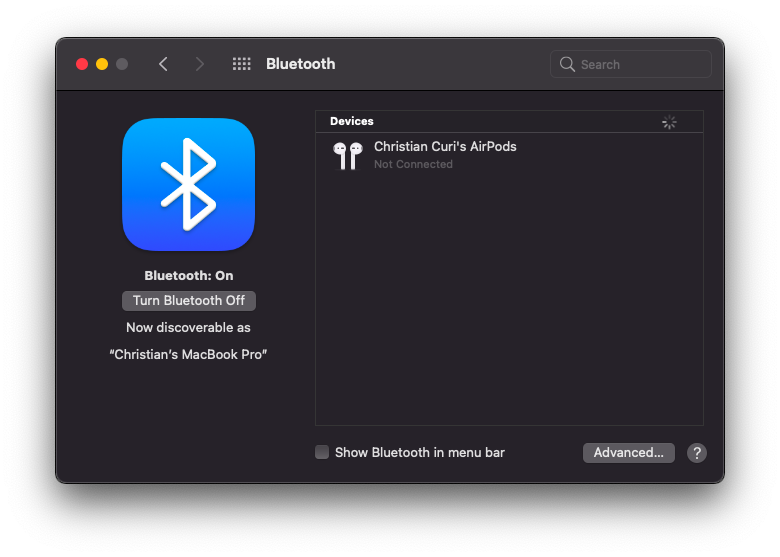 Bluetooth
Search
Bluetooth: On
Turn Bluetooth Off
Now discoverable as
“Christian’s MacBook Pro”
Devices
Christian Curi's AirPods
Not Connected
Show Bluetooth in menu bar
Advanced...
?